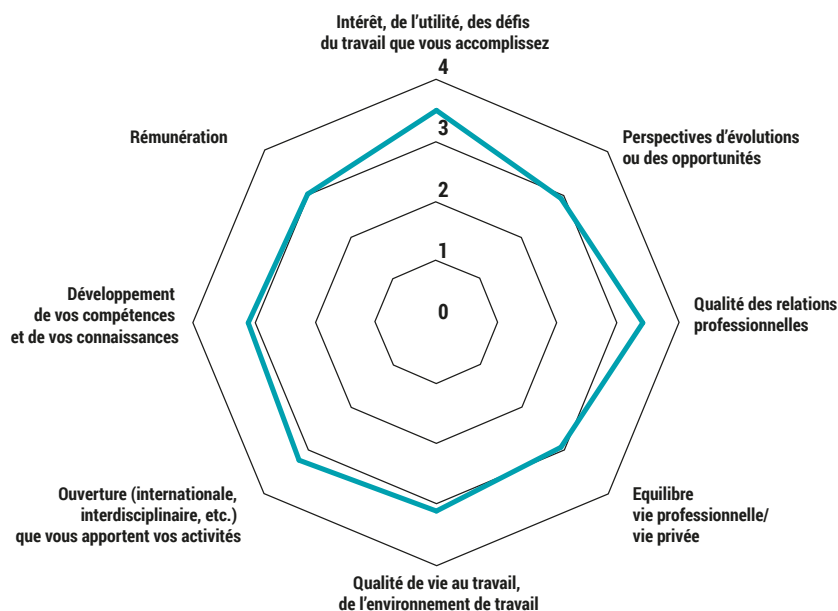 Intérêt, de l’utilité, des défis
du travail que vous accomplissez
4
Rémunération
3
Perspectives d’évolutions
ou des opportunités
2
1
Développement
de vos compétences
et de vos connaissances
0
Qualité des relations
professionnelles
Ouverture (internationale,
interdisciplinaire, etc.)
que vous apportent vos activités
Equilibre
vie professionnelle/
vie privée
Qualité de vie au travail,
de l’environnement de travail